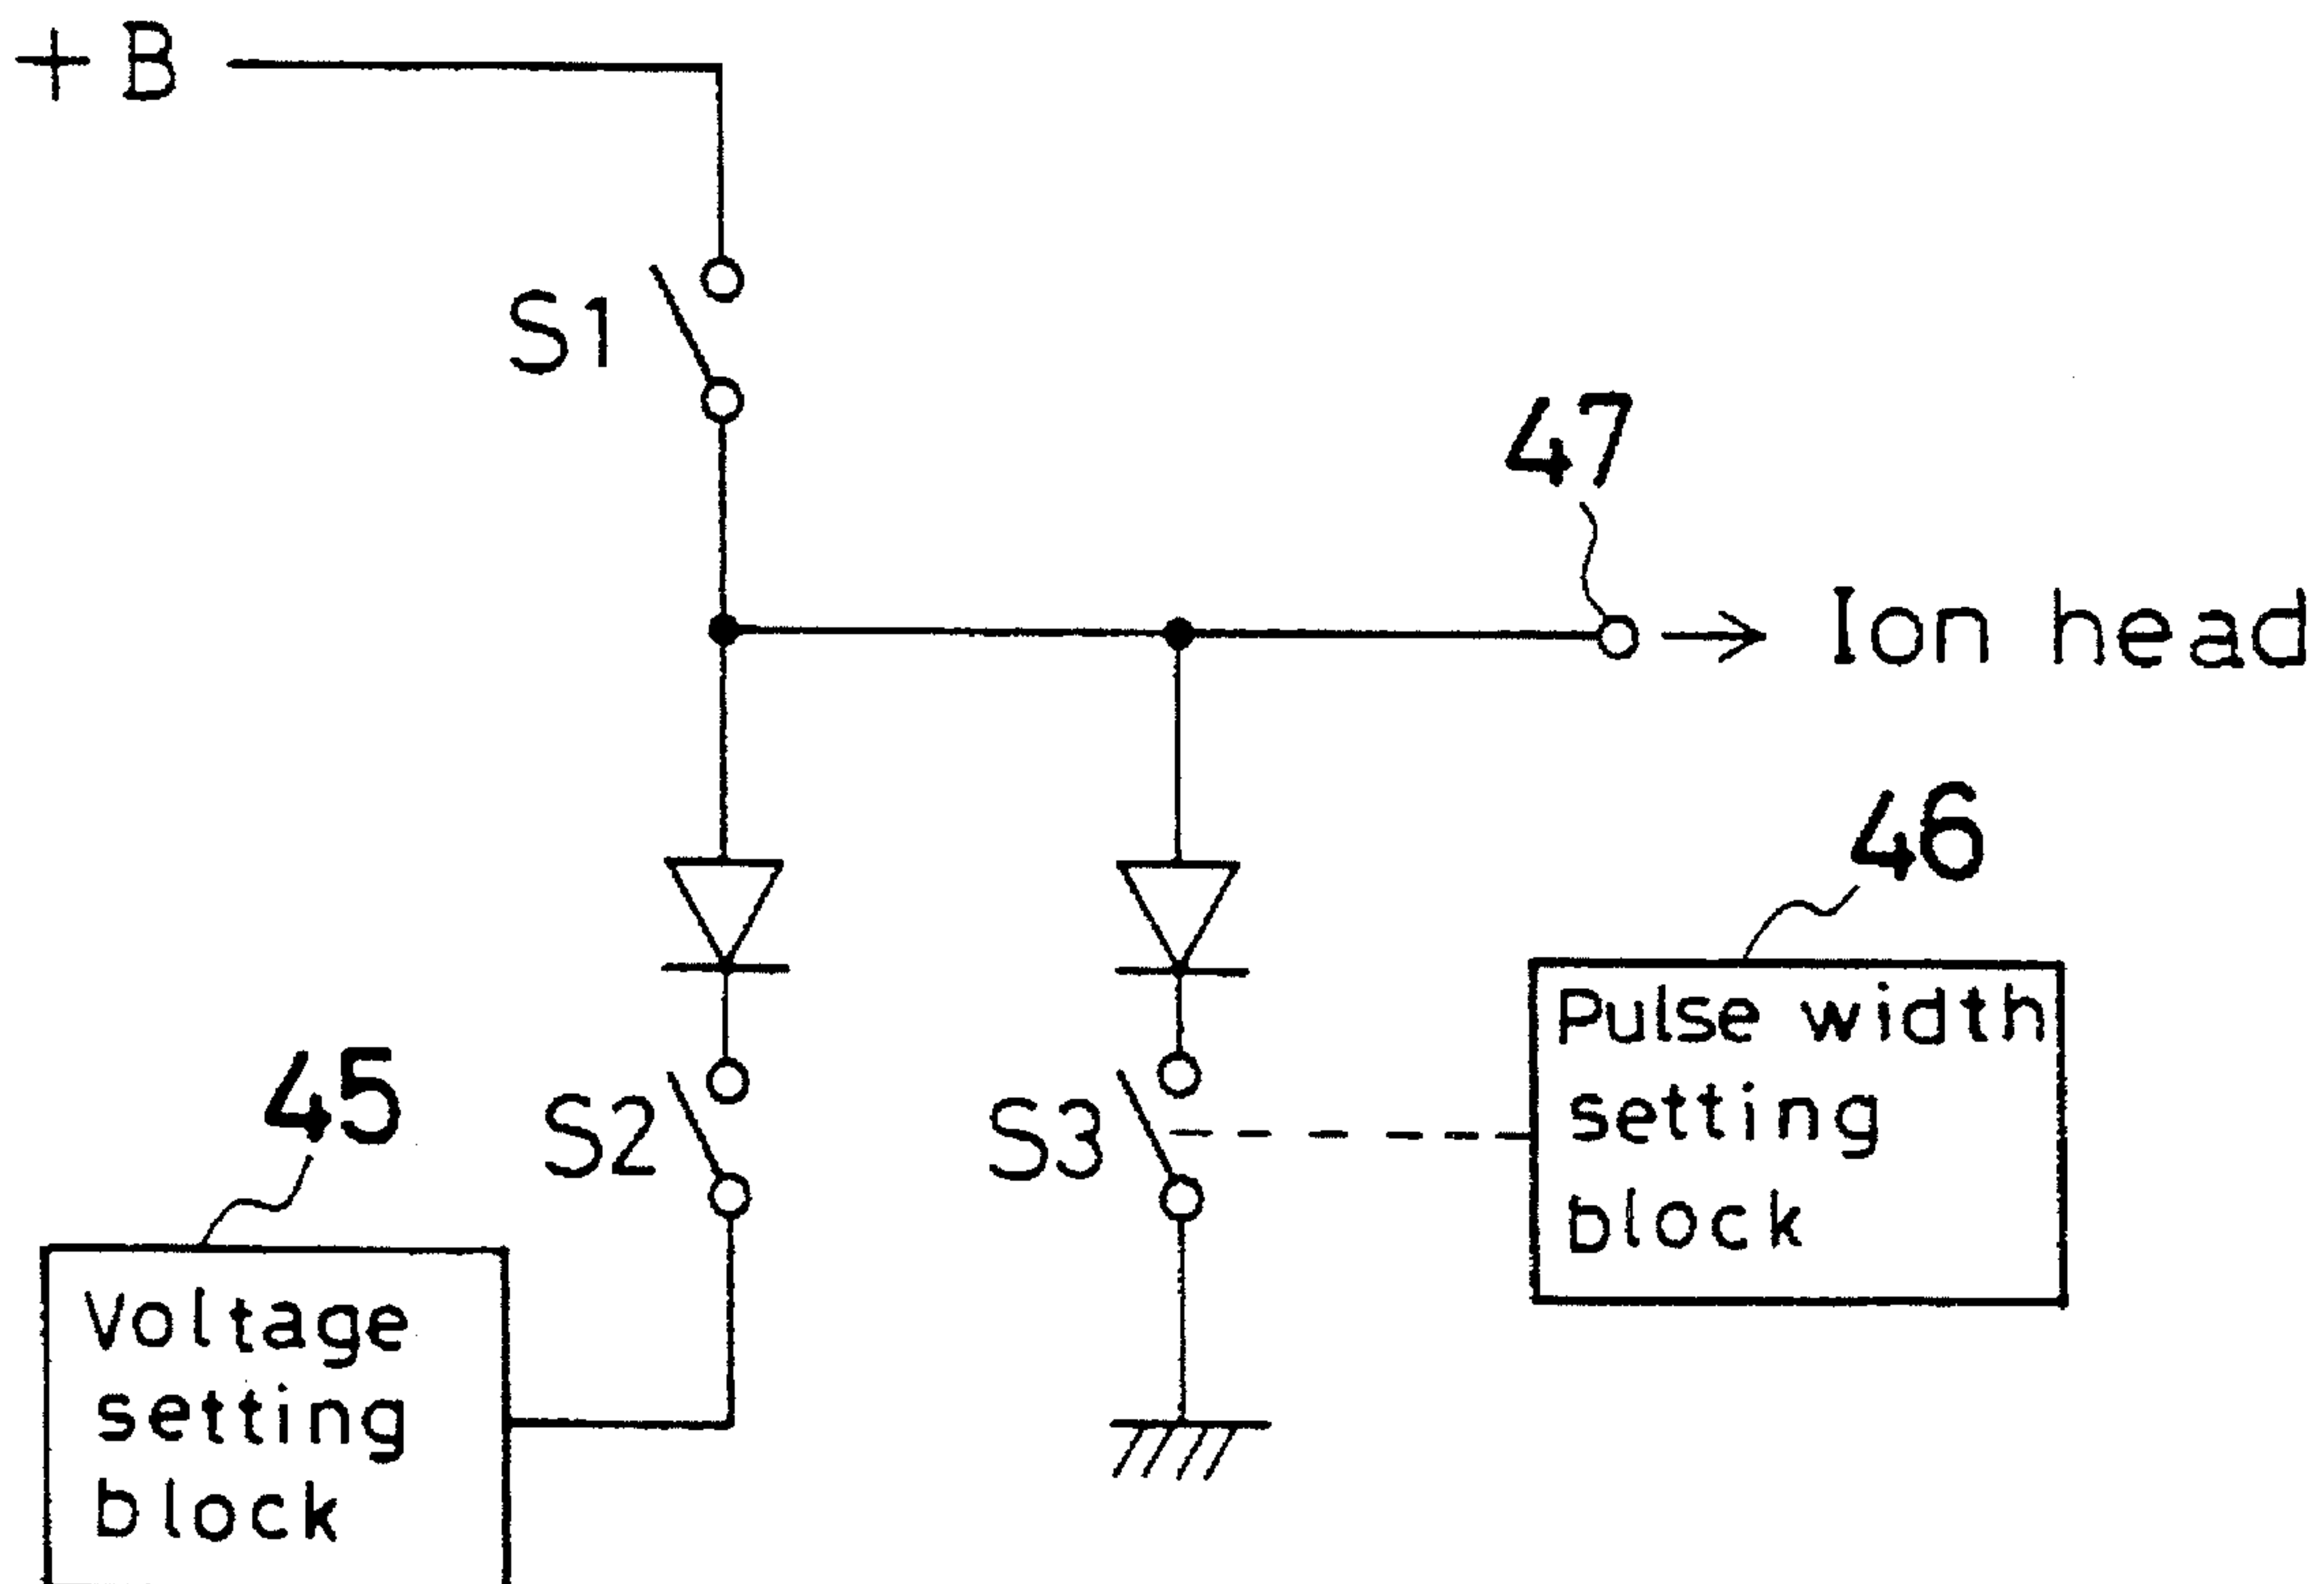 + B
S1
47
Ion head
46
Pulse width
setting
block
45
S2
S3
Voltage
setting
block